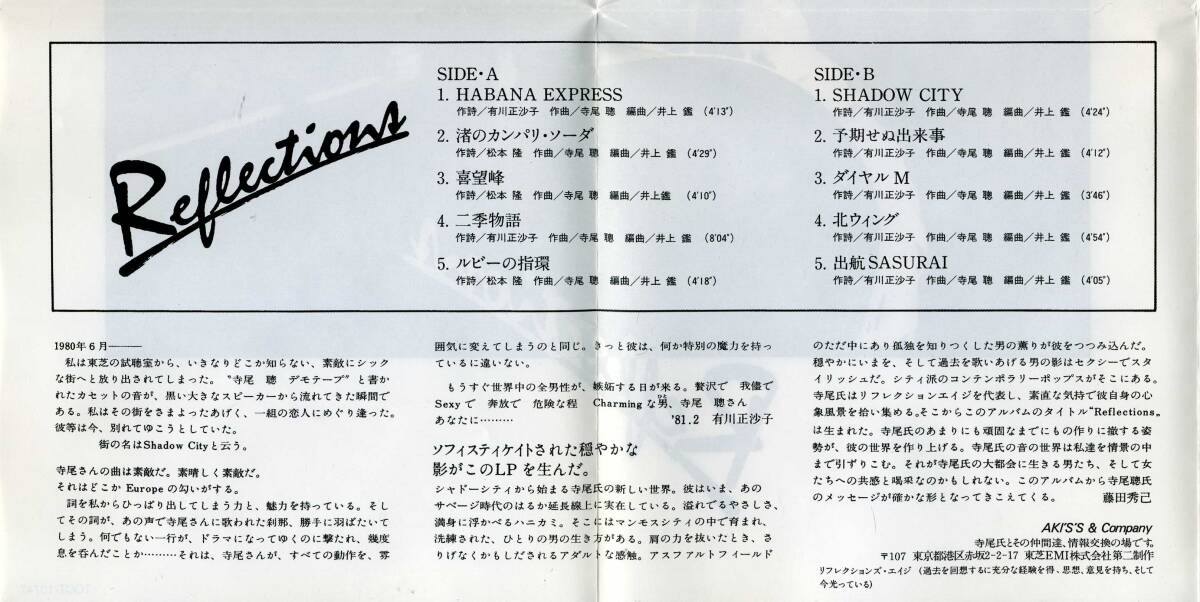 Reflections
SIDE・A
1. HABANA EXPRESS
作詩/有川正沙子 作曲/寺尾 聰 編曲/井上 鑑 (4'13")
2. 渚のカンパリ・ソーダ
作詩/松本 隆 作曲/寺尾 聰 編曲/井上 鑑 (4'29")
3. 喜望峰
作詩/松本 隆 作曲/寺尾 聰 編曲/井上鑑 (4'10")
4. 二季物語
作詩/有川正沙子 作曲/寺尾 聰 編曲/井上 鑑 (8'04")
5. ルビーの指環
作詩/松本 隆 作曲/寺尾 聰 編曲/井上 鑑 (4'18")
SIDE・B
1. SHADOW CITY
作詩/有川正沙子 作曲/寺尾 聰 編曲/井上 鑑 (4'24")
2. 予期せぬ出来事
作詩/有川正沙子 作曲/寺尾 聰 編曲/井上 鑑 (4'12")
3. ダイヤル M
作詩/有川正沙子 作曲/寺尾 聰 編曲/井上 鑑 (3'46")
4. 北ウィング
作詩/有川正沙子 作曲/寺尾 聰 編曲/井上 鑑 (4'54")
5. 出航 SASURAI
作詩/有川正沙子 作曲/寺尾 聰 編曲/井上 鑑 (4'05")
1980年6月――
私は東芝の試聴室から、いきなりどこか知らない、素敵にシック
な街へと放り出されてしまった。〝寺尾 聰 デモテープ〟と書か
れたカセットの音が、黒い大きなスピーカーから流れてきた瞬間で
ある。私はその街をさまよったあげく、一組の恋人にめぐり逢った。
彼等は今、別れてゆこうとしていた。
街の名はShadow Cityと云う。
寺尾さんの曲は素敵だ。素晴しく素敵だ。
それはどこか Europe の匂いがする。
詞を私からひっぱり出してしまう力と、魅力を持っている。そし
てその詞が、あの声で寺尾さんに歌われた刹那、勝手に羽ばたいて
しまう。何でもない一行が、ドラマになってゆくのに撃たれ、幾度
息を呑んだことか………それは、寺尾さんが、すべての動作を、雰
囲気に変えてしまうのと同じ。きっと彼は、何か特別の魔力を持っ
ているに違いない。
もうすぐ世界中の全男性が、嫉妬する日が来る。贅沢で 我儘で
Sexyで 奔放で 危険な程 Charmingな男、寺尾 聰さん
あなたに………
'81.2 有川正沙子
ソフィスティケイトされた穏やかな
影がこのLPを生んだ。
シャドーシティから始まる寺尾氏の新しい世界。彼はいま、あの
サベージ時代のはるか延長線上に実在している。溢れでるやさしさ、
満身に浮かべるハニカミ。そこにはマンモスシティの中で育まれ、
洗練された、ひとりの男の生き方がある。肩の力を抜いたとき、さ
りげなくかもしだされるアダルトな感触。アスファルトフィールド
のただ中にあり孤独を知りつくした男の薫りが彼をつつみ込んだ。
穏やかにいまを、そして過去を歌いあげる男の影はセクシーでスタ
イリッシュだ。シティ派のコンテンポラリーポップスがそこにある。
寺尾氏はリフレクションエイジを代表し、素直な気持で彼自身の心
象風景を拾い集める。そこからこのアルバムのタイトル"Reflections„
は生まれた。寺尾氏のあまりにも頑固なまでにもの作りに撤する姿
勢が、彼の世界を作り上げる。寺尾氏の音の世界は私達を情景の中
まで引ずりこむ。それが寺尾氏の大都会に生きる男たち、そして女
たちへの共感と喝采なのかもしれない。このアルバムから寺尾聰氏
のメッセージが確かな形となってきこえてくる。 藤田秀己
AKI'S'S & Company
寺尾氏とその仲間達、情報交換の場です。
〒107 東京都港区赤坂2-2-17 東芝EMI株式会社第二制作
リフレクションズ・エイジ (過去を回想するに充分な経験を得、思想、意見を持ち、そして
今光っている)